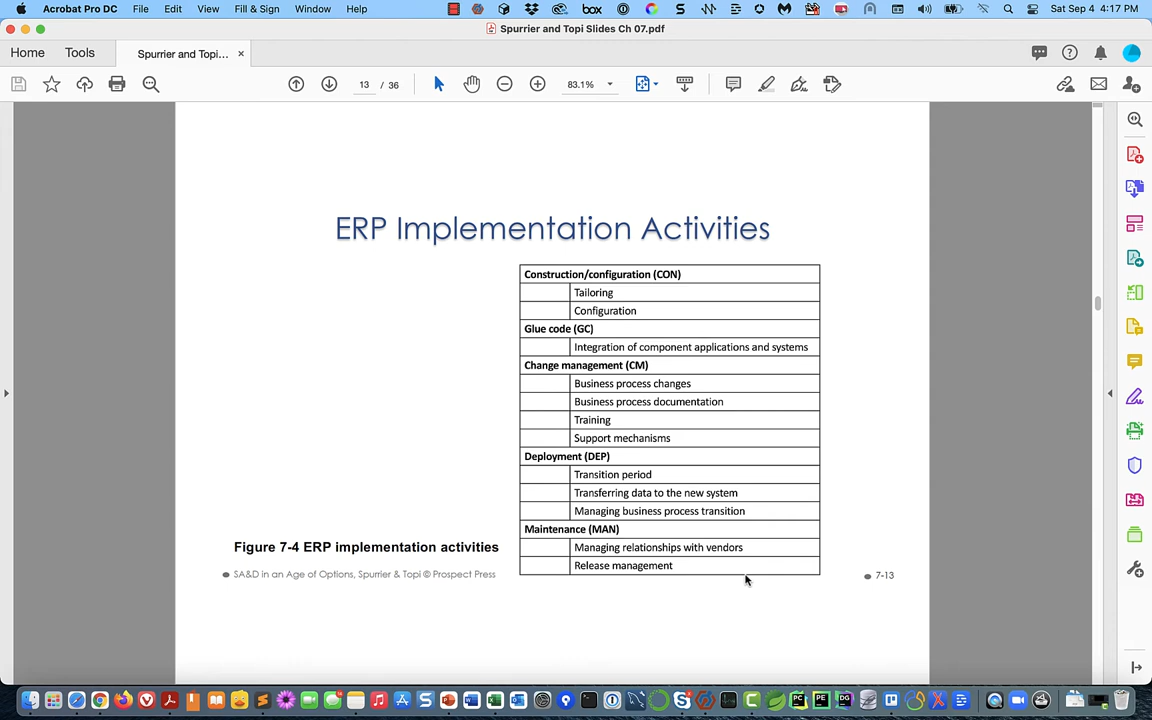 Acrobat Pro DC File Edit View Fill & Sign Window Help box Sat Sep 4 4:17 PM
Spurrier and Topi Slides Ch 07.pdf
Home Tools Spurrier and Topi... ×
13 / 36 83.1%
ERP Implementation Activities
Construction/configuration (CON)
Tailoring
Configuration
Glue code (GC)
Integration of component applications and systems
Change management (CM)
Business process changes
Business process documentation
Training
Support mechanisms
Deployment (DEP)
Transition period
Transferring data to the new system
Managing business process transition
Maintenance (MAN)
Managing relationships with vendors
Release management
Figure 7-4 ERP implementation activities
SA&D in an Age of Options, Spurrier & Topi © Prospect Press
7-13